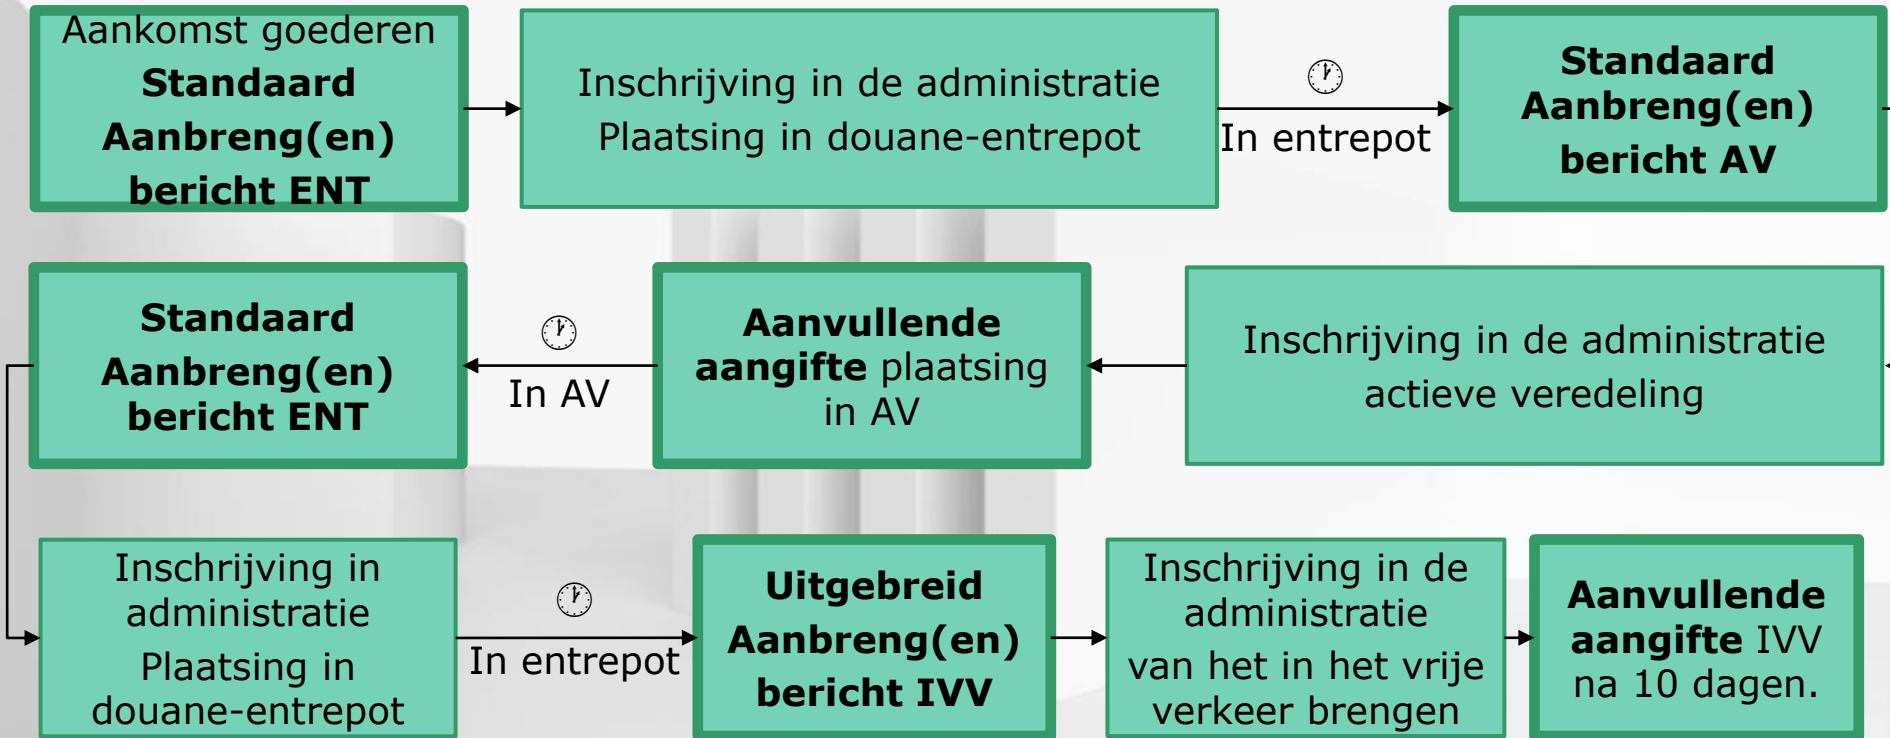 Aankomst goederen
Standaard
Aanbreng(en)
bericht ENT
Inschrijving in de administratie
Plaatsing in douane-entrepot
In entrepot
Standaard
Aanbreng(en)
bericht AV
Inschrijving in de administratie
actieve veredeling
Aanvullende
aangifte plaatsing
in AV
In AV
Standaard
Aanbreng(en)
bericht ENT
Inschrijving in
administratie
Plaatsing in
douane-entrepot
In entrepot
Uitgebreid
Aanbreng(en)
bericht IVV
Inschrijving in de
administratie
van het in het vrije
verkeer brengen
Aanvullende
aangifte IVV
na 10 dagen.